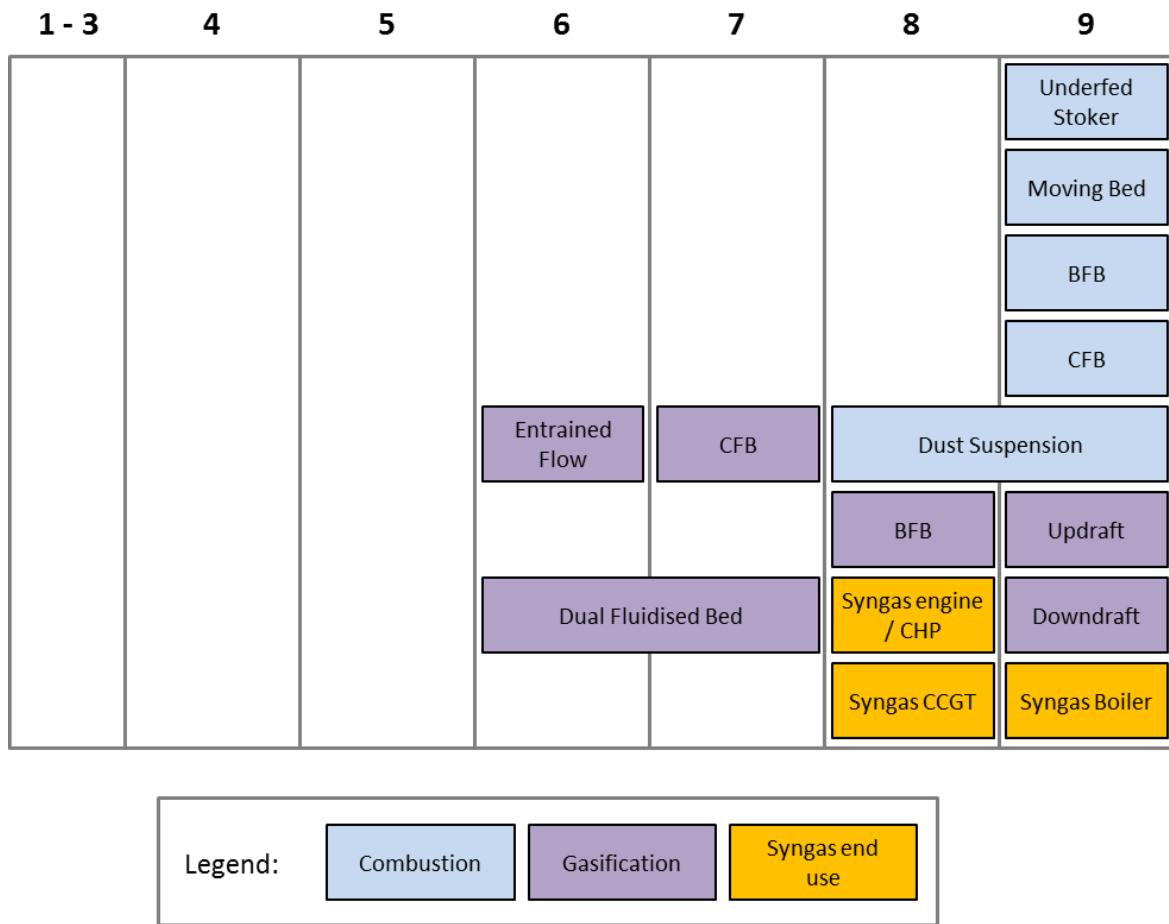 1 - 3 4 5 6 7 8 9
Underfed
Stoker
Moving Bed
BFB
CFB
Entrained
Flow
CFB
Dust Suspension
BFB
Updraft
Dual Fluidised Bed
Syngas engine
/ CHP
Downdraft
Syngas CCGT
Syngas Boiler
Legend:
Combustion
Gasification
Syngas end
use